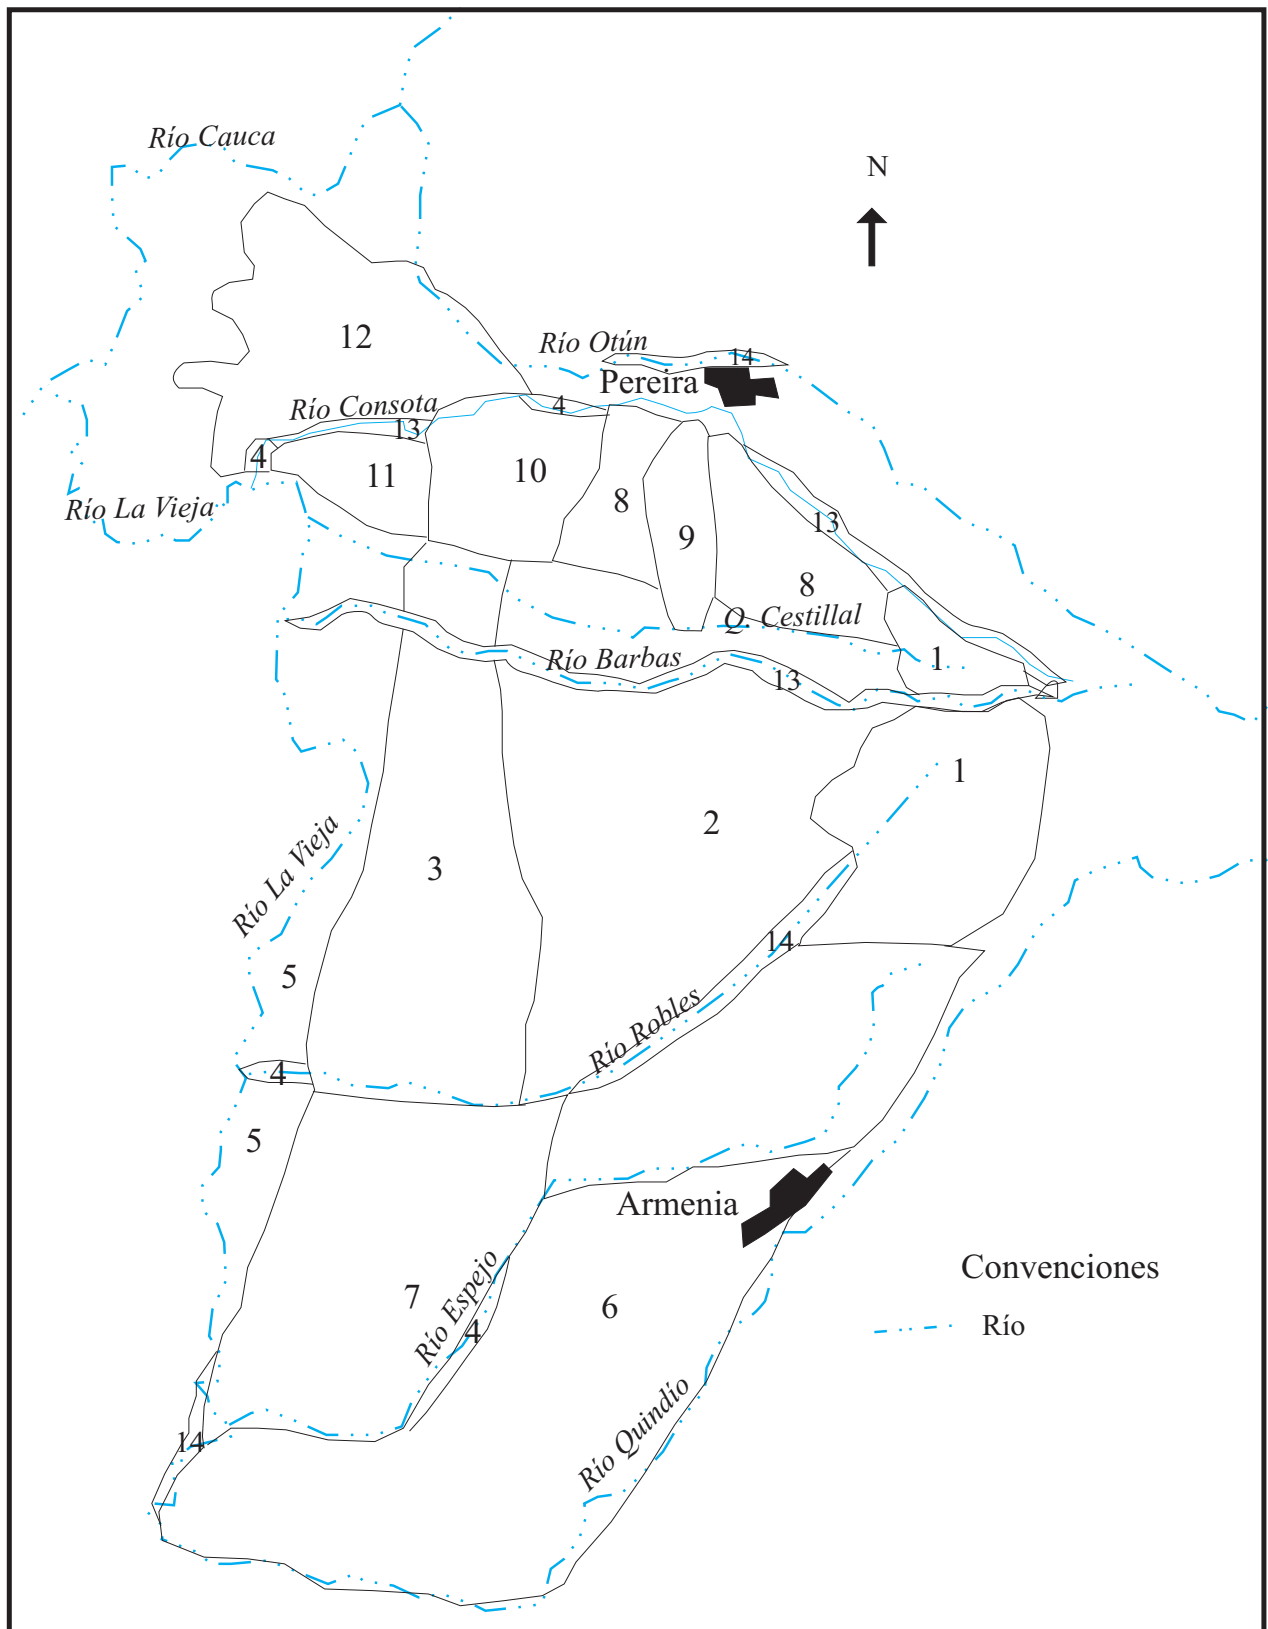 Río Cauca
N
12
Río Otún
14
Pereira
Río Consota
4
13
4
11
10
8
9
13
Río La Vieja
8
Q. Cestillal
1
Río Barbas
13
1
2
3
Río La Vieja
14
5
Río Robles
4
5
Armenia
Convenciones
7
Río Espejo
6
4
Río
Río Quindío
14